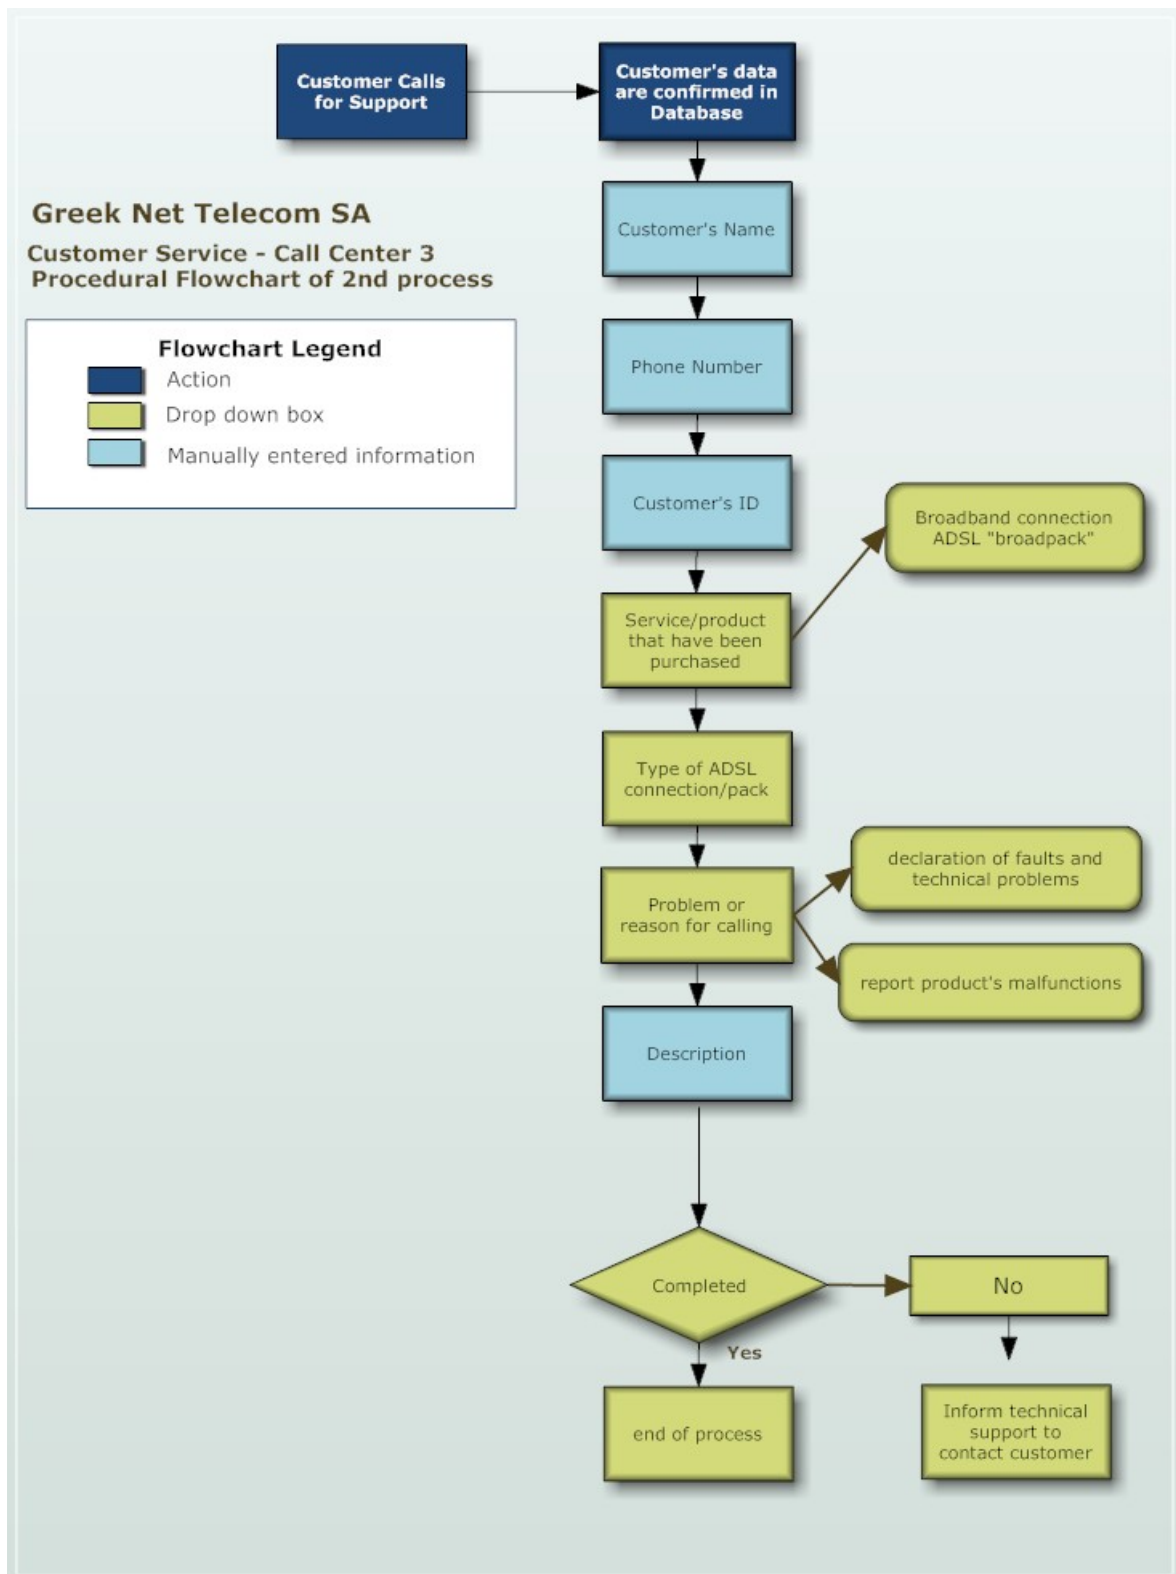 Customer Calls
for Support
Customer's data
are confirmed in
Database
Greek Net Telecom SA
Customer Service - Call Center 3
Procedural Flowchart of 2nd process
Flowchart Legend
Action
Drop down box
Manually entered information
Customer's Name
Phone Number
Customer's ID
Service/product
that have been
purchased
Broadband connection
ADSL "broadpack"
Type of ADSL
connection/pack
Problem or
reason for calling
declaration of faults and
technical problems
report product's malfunctions
Description
Completed
No
Yes
end of process
Inform technical
support to
contact customer